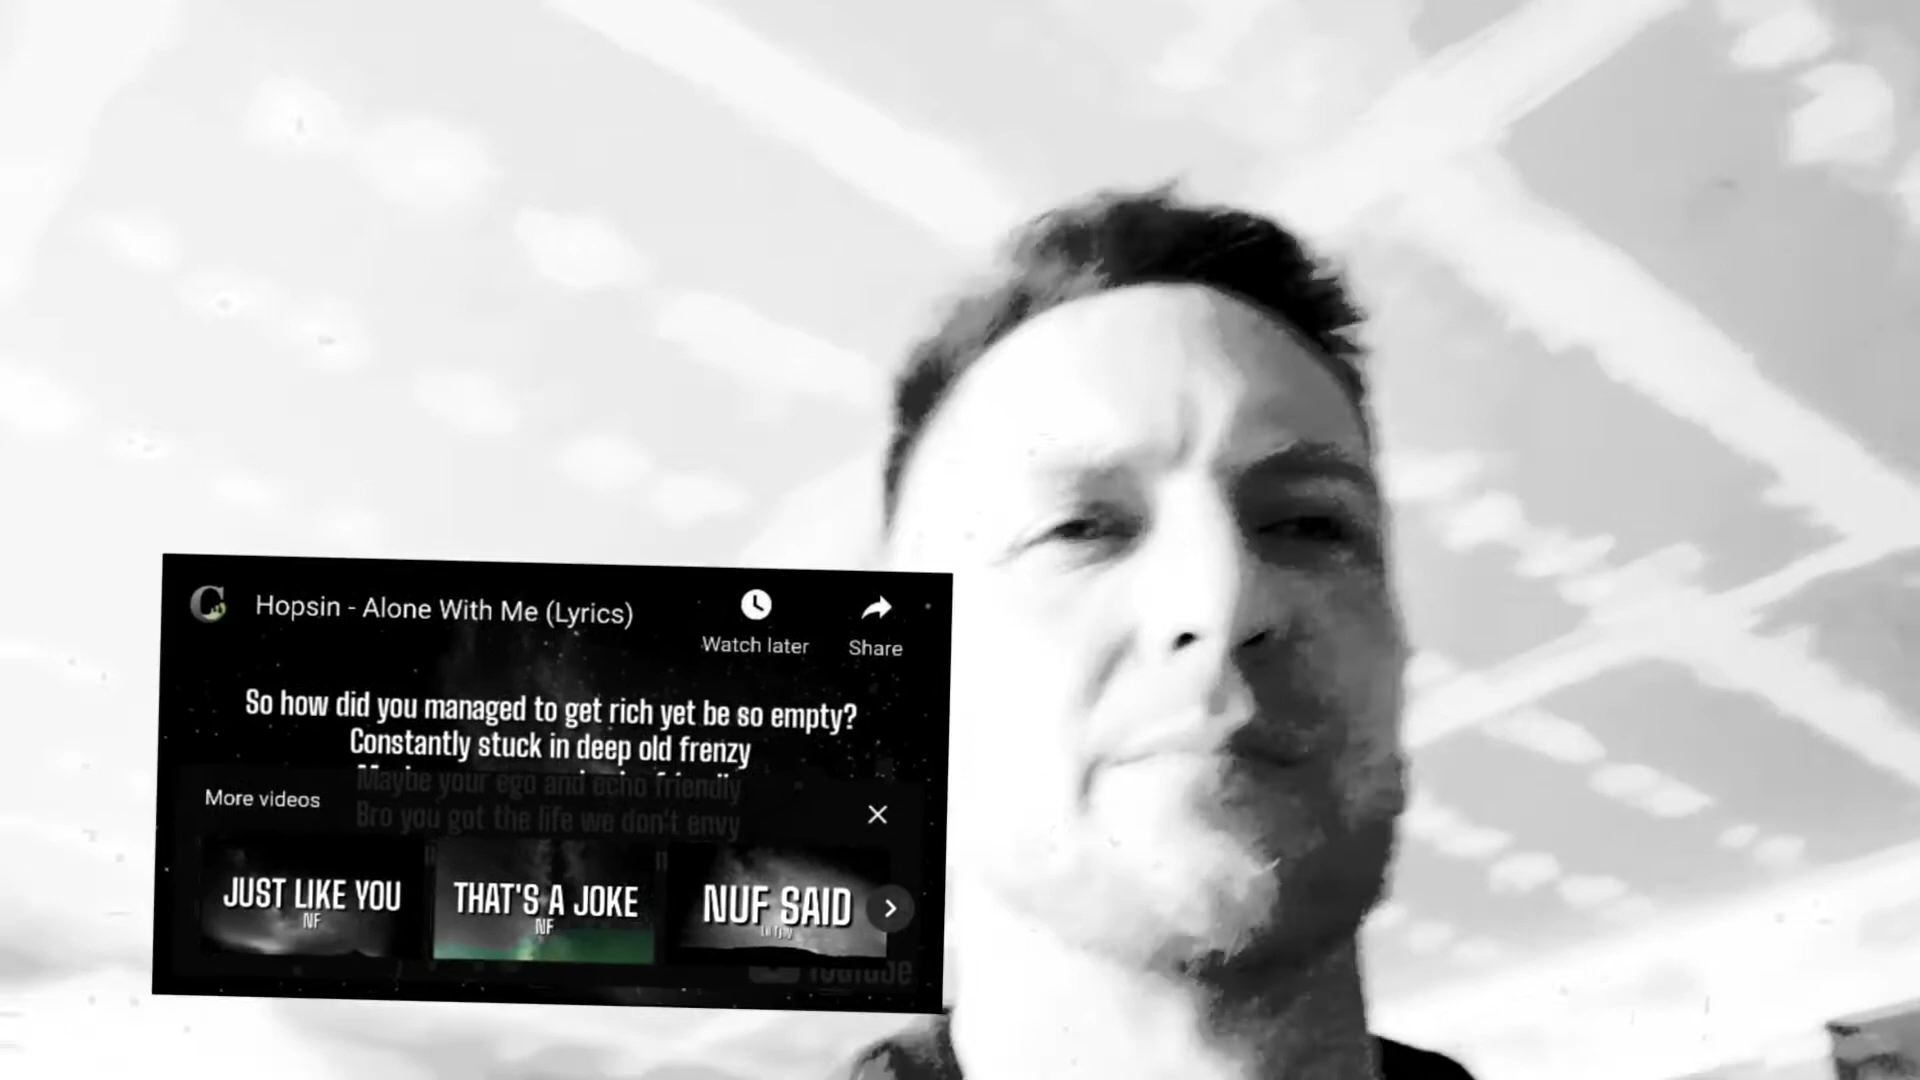 Hopsin - Alone With Me (Lyrics)
Watch later
Share
So how did you managed to get rich yet be so empty?
Constantly stuck in deep old frenzy
Maybe your ego and echo friendly
Bro you got the life we don't envy
More videos
JUST LIKE YOU
NF
THAT'S A JOKE
NF
NUF SAID
YouTube